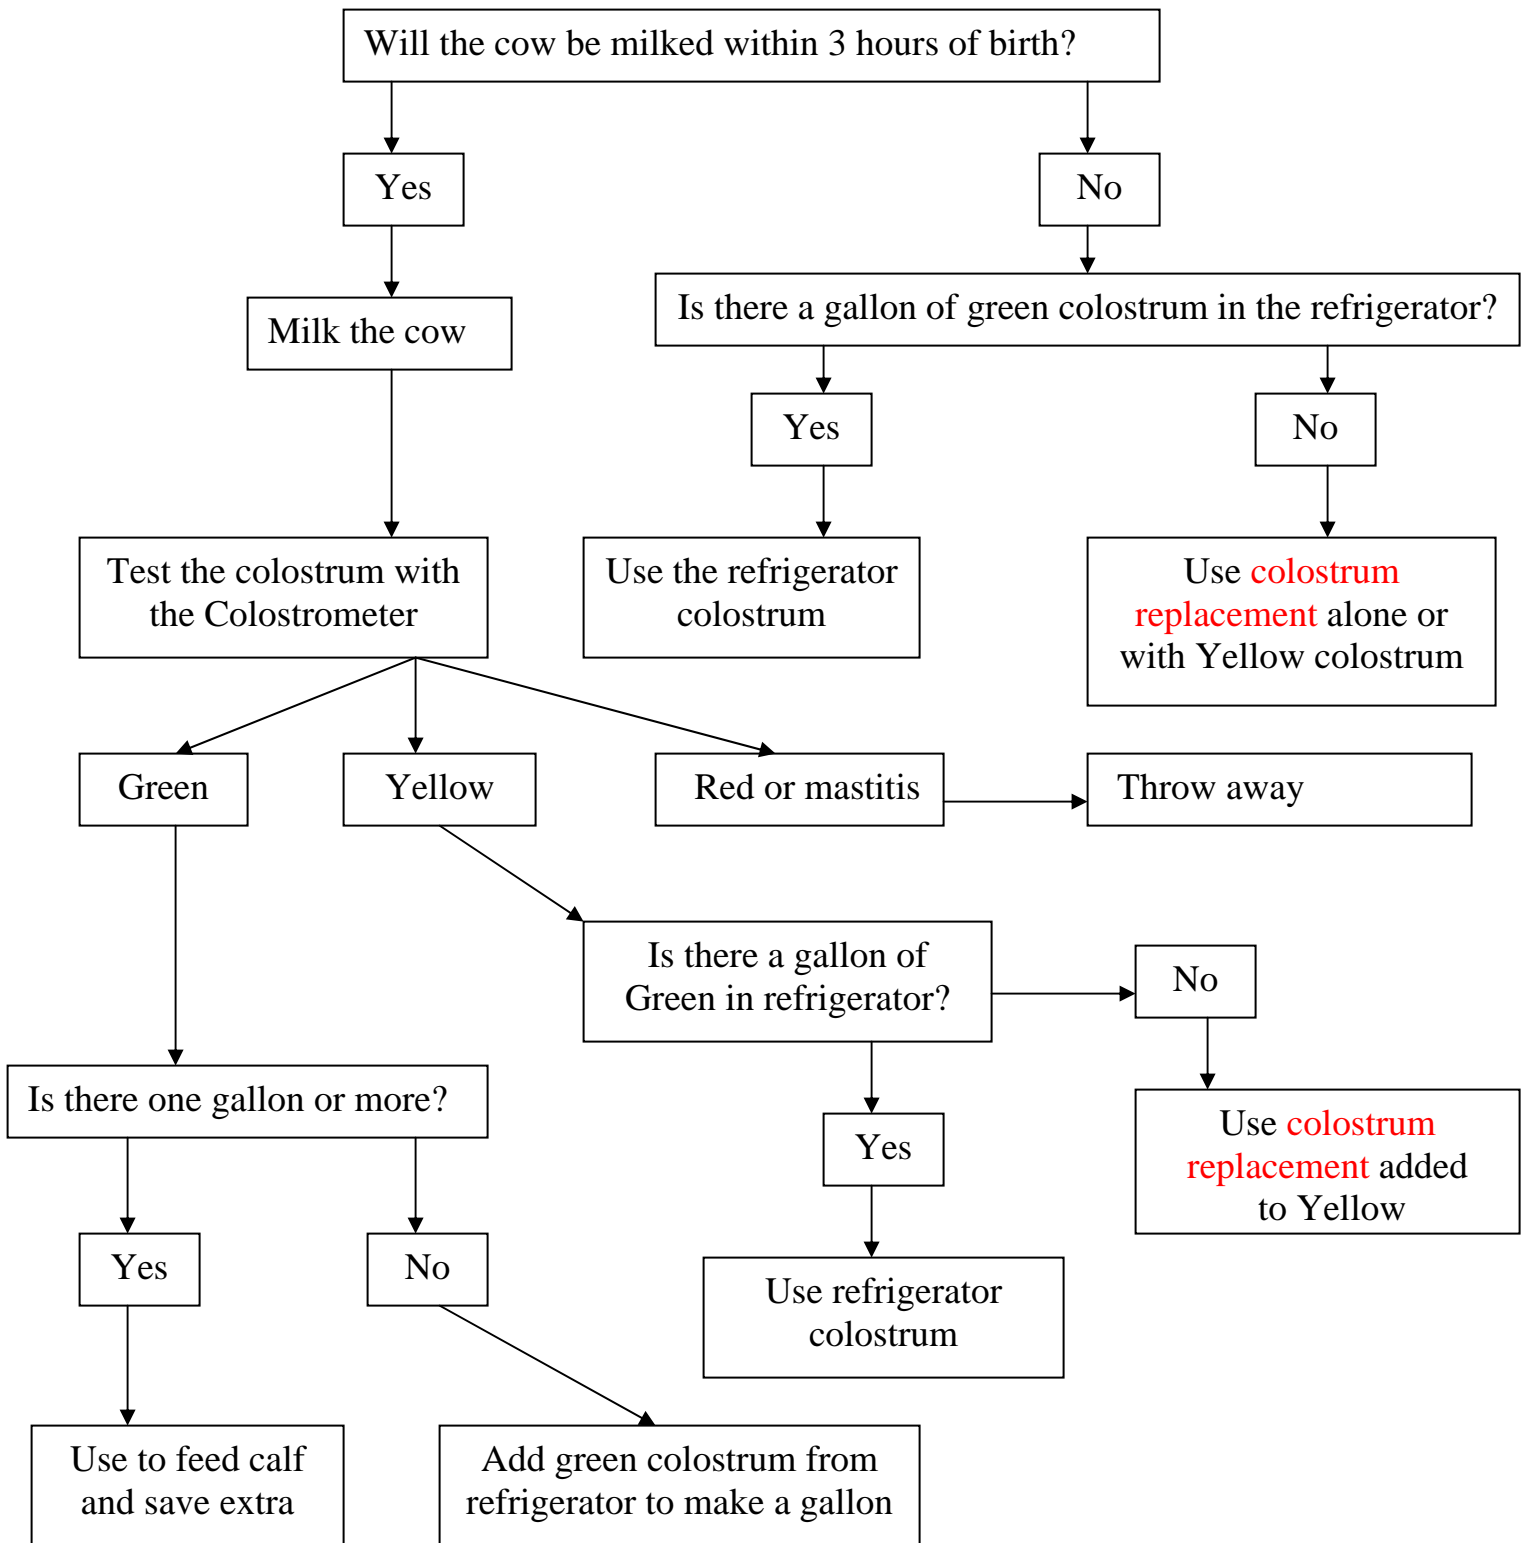 Will the cow be milked within 3 hours of birth?
Yes
No
Milk the cow
Is there a gallon of green colostrum in the refrigerator?
Yes
No
Test the colostrum with
the Colostrometer
Use the refrigerator
colostrum
Use colostrum
replacement alone or
with Yellow colostrum
Green
Yellow
Red or mastitis
Throw away
Is there a gallon of
Green in refrigerator?
No
Is there one gallon or more?
Yes
Use colostrum
replacement added
to Yellow
Yes
No
Use refrigerator
colostrum
Use to feed calf
and save extra
Add green colostrum from
refrigerator to make a gallon